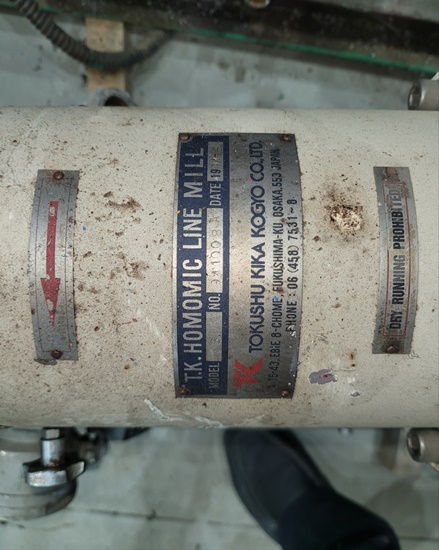 T.K. HOMOMIC LINE MILL
MODEL NO. DATE 19
TK TOKUSHU KIKA KOGYO CO., LTD.
8-CHOME, FUKUSHIMA-KU, OSAKA, 553 JAPAN
PHONE : 06 (458) 7531~8
DRY RUNNING PROHIBITED